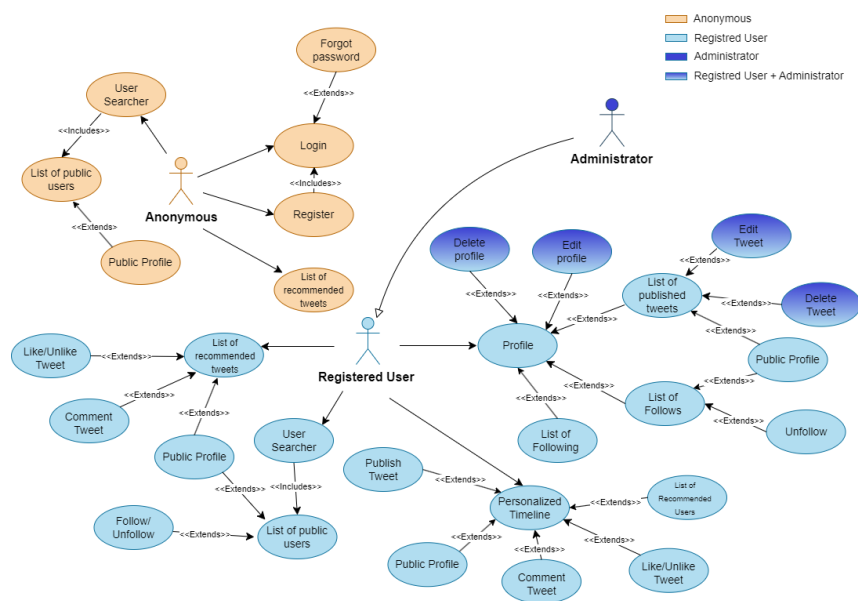 Anonymous
Registred User
Administrator
Registred User + Administrator
Forgot
password
<<Extends>>
User
Searcher
<<Includes>>
Login
List of public
users
<<Includes>>
Anonymous
Register
<<Extends>>
Public Profile
List of
recommended
tweets
Administrator
Delete
profile
Edit
profile
Edit
Tweet
<<Extends>>
List of
published
tweets
<<Extends>>
Delete
Tweet
<<Extends>>
<<Extends>>
<<Extends>>
<<Extends>>
Like/Unlike
Tweet
<<Extends>>
List of
recommended
tweets
Registered User
Profile
Public Profile
<<Extends>>
<<Extends>>
Comment
Tweet
<<Extends>>
<<Extends>>
<<Extends>>
List of
Follows
<<Extends>>
Unfollow
Public Profile
User
Searcher
List of
Following
<<Extends>>
<<Includes>>
Publish
Tweet
<<Extends>>
Personalized
Timeline
<<Extends>>
List of
Recommended
Users
Follow/
Unfollow
<<Extends>>
List of public
users
Public Profile
<<Extends>>
<<Extends>>
Comment
Tweet
<<Extends>>
Like/Unlike
Tweet